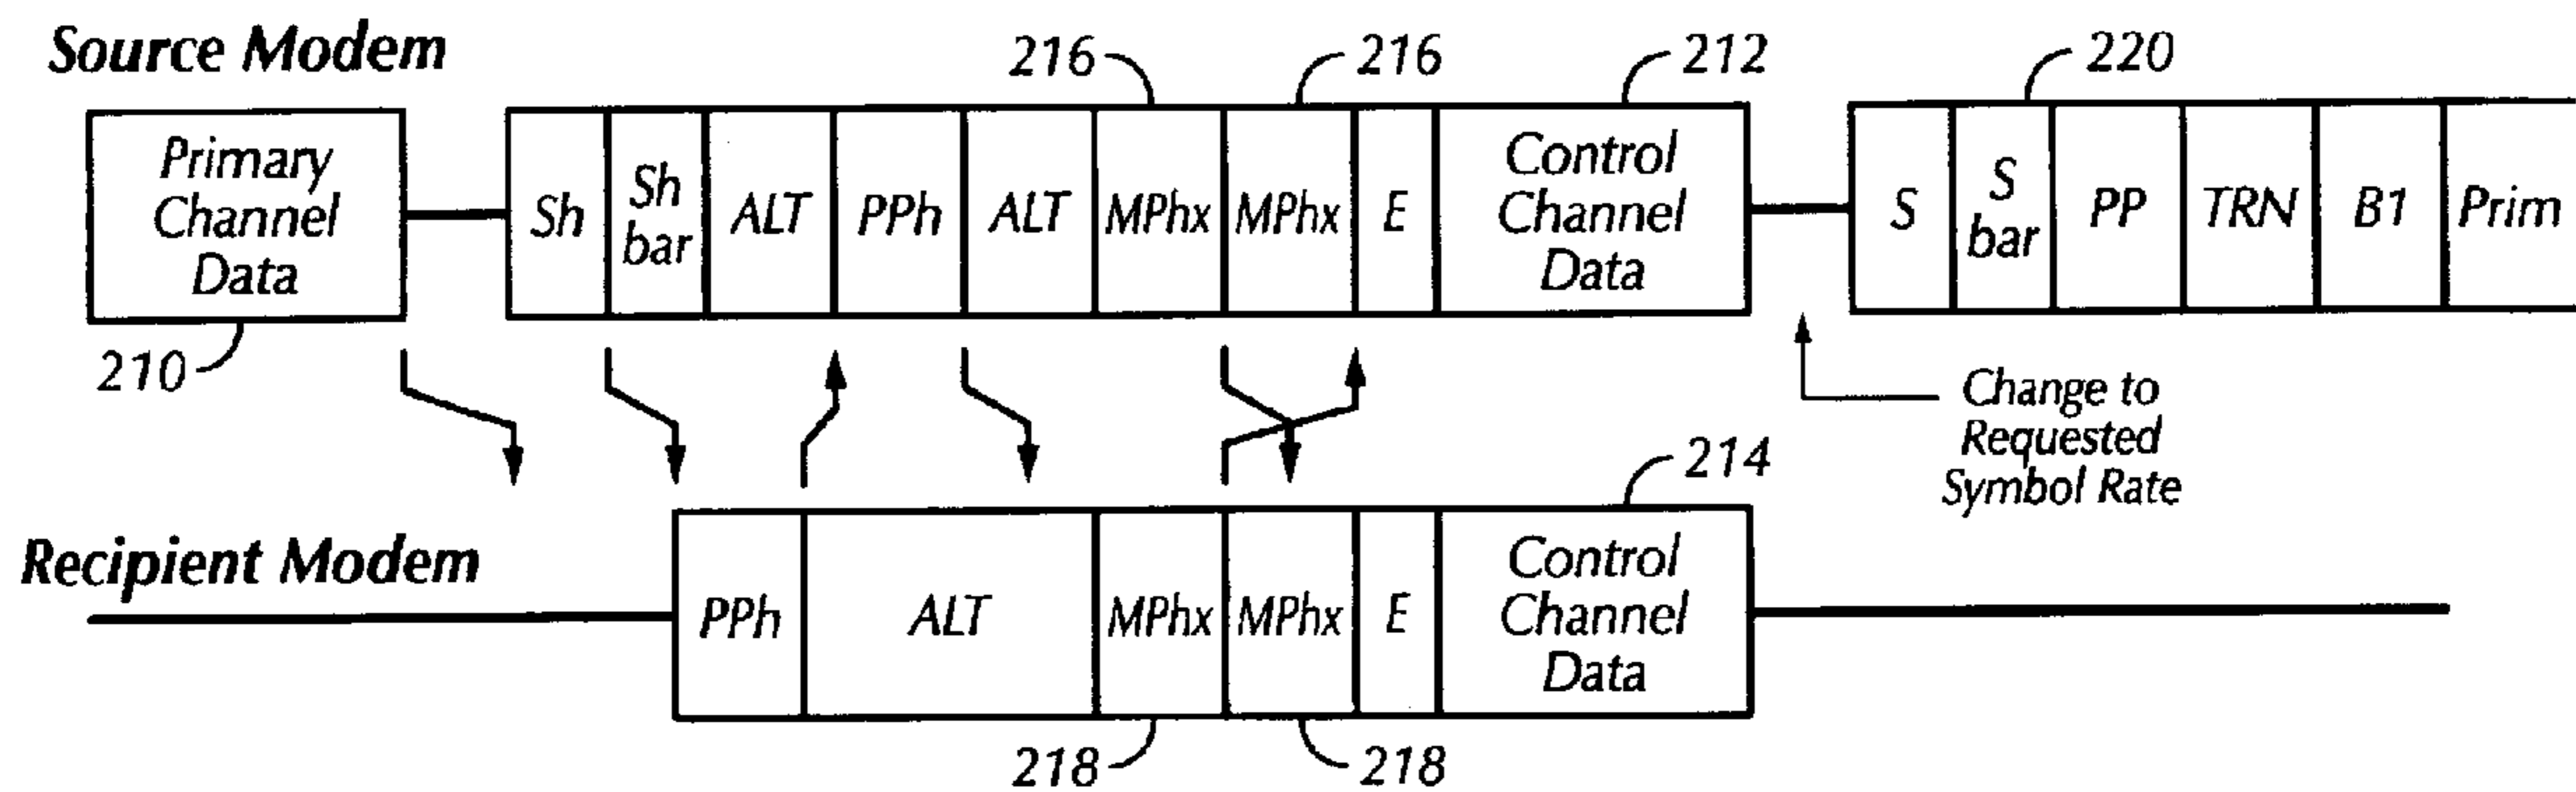 Source Modem
216
216
212
220
Primary
Channel
Data
Sh
Sh
bar
ALT
PPh
ALT
MPhx
MPhx
E
Control
Channel
Data
S
S
bar
PP
TRN
B1
Prim
210
Change to
Requested
Symbol Rate
214
Recipient Modem
PPh
ALT
MPhx
MPhx
E
Control
Channel
Data
218
218